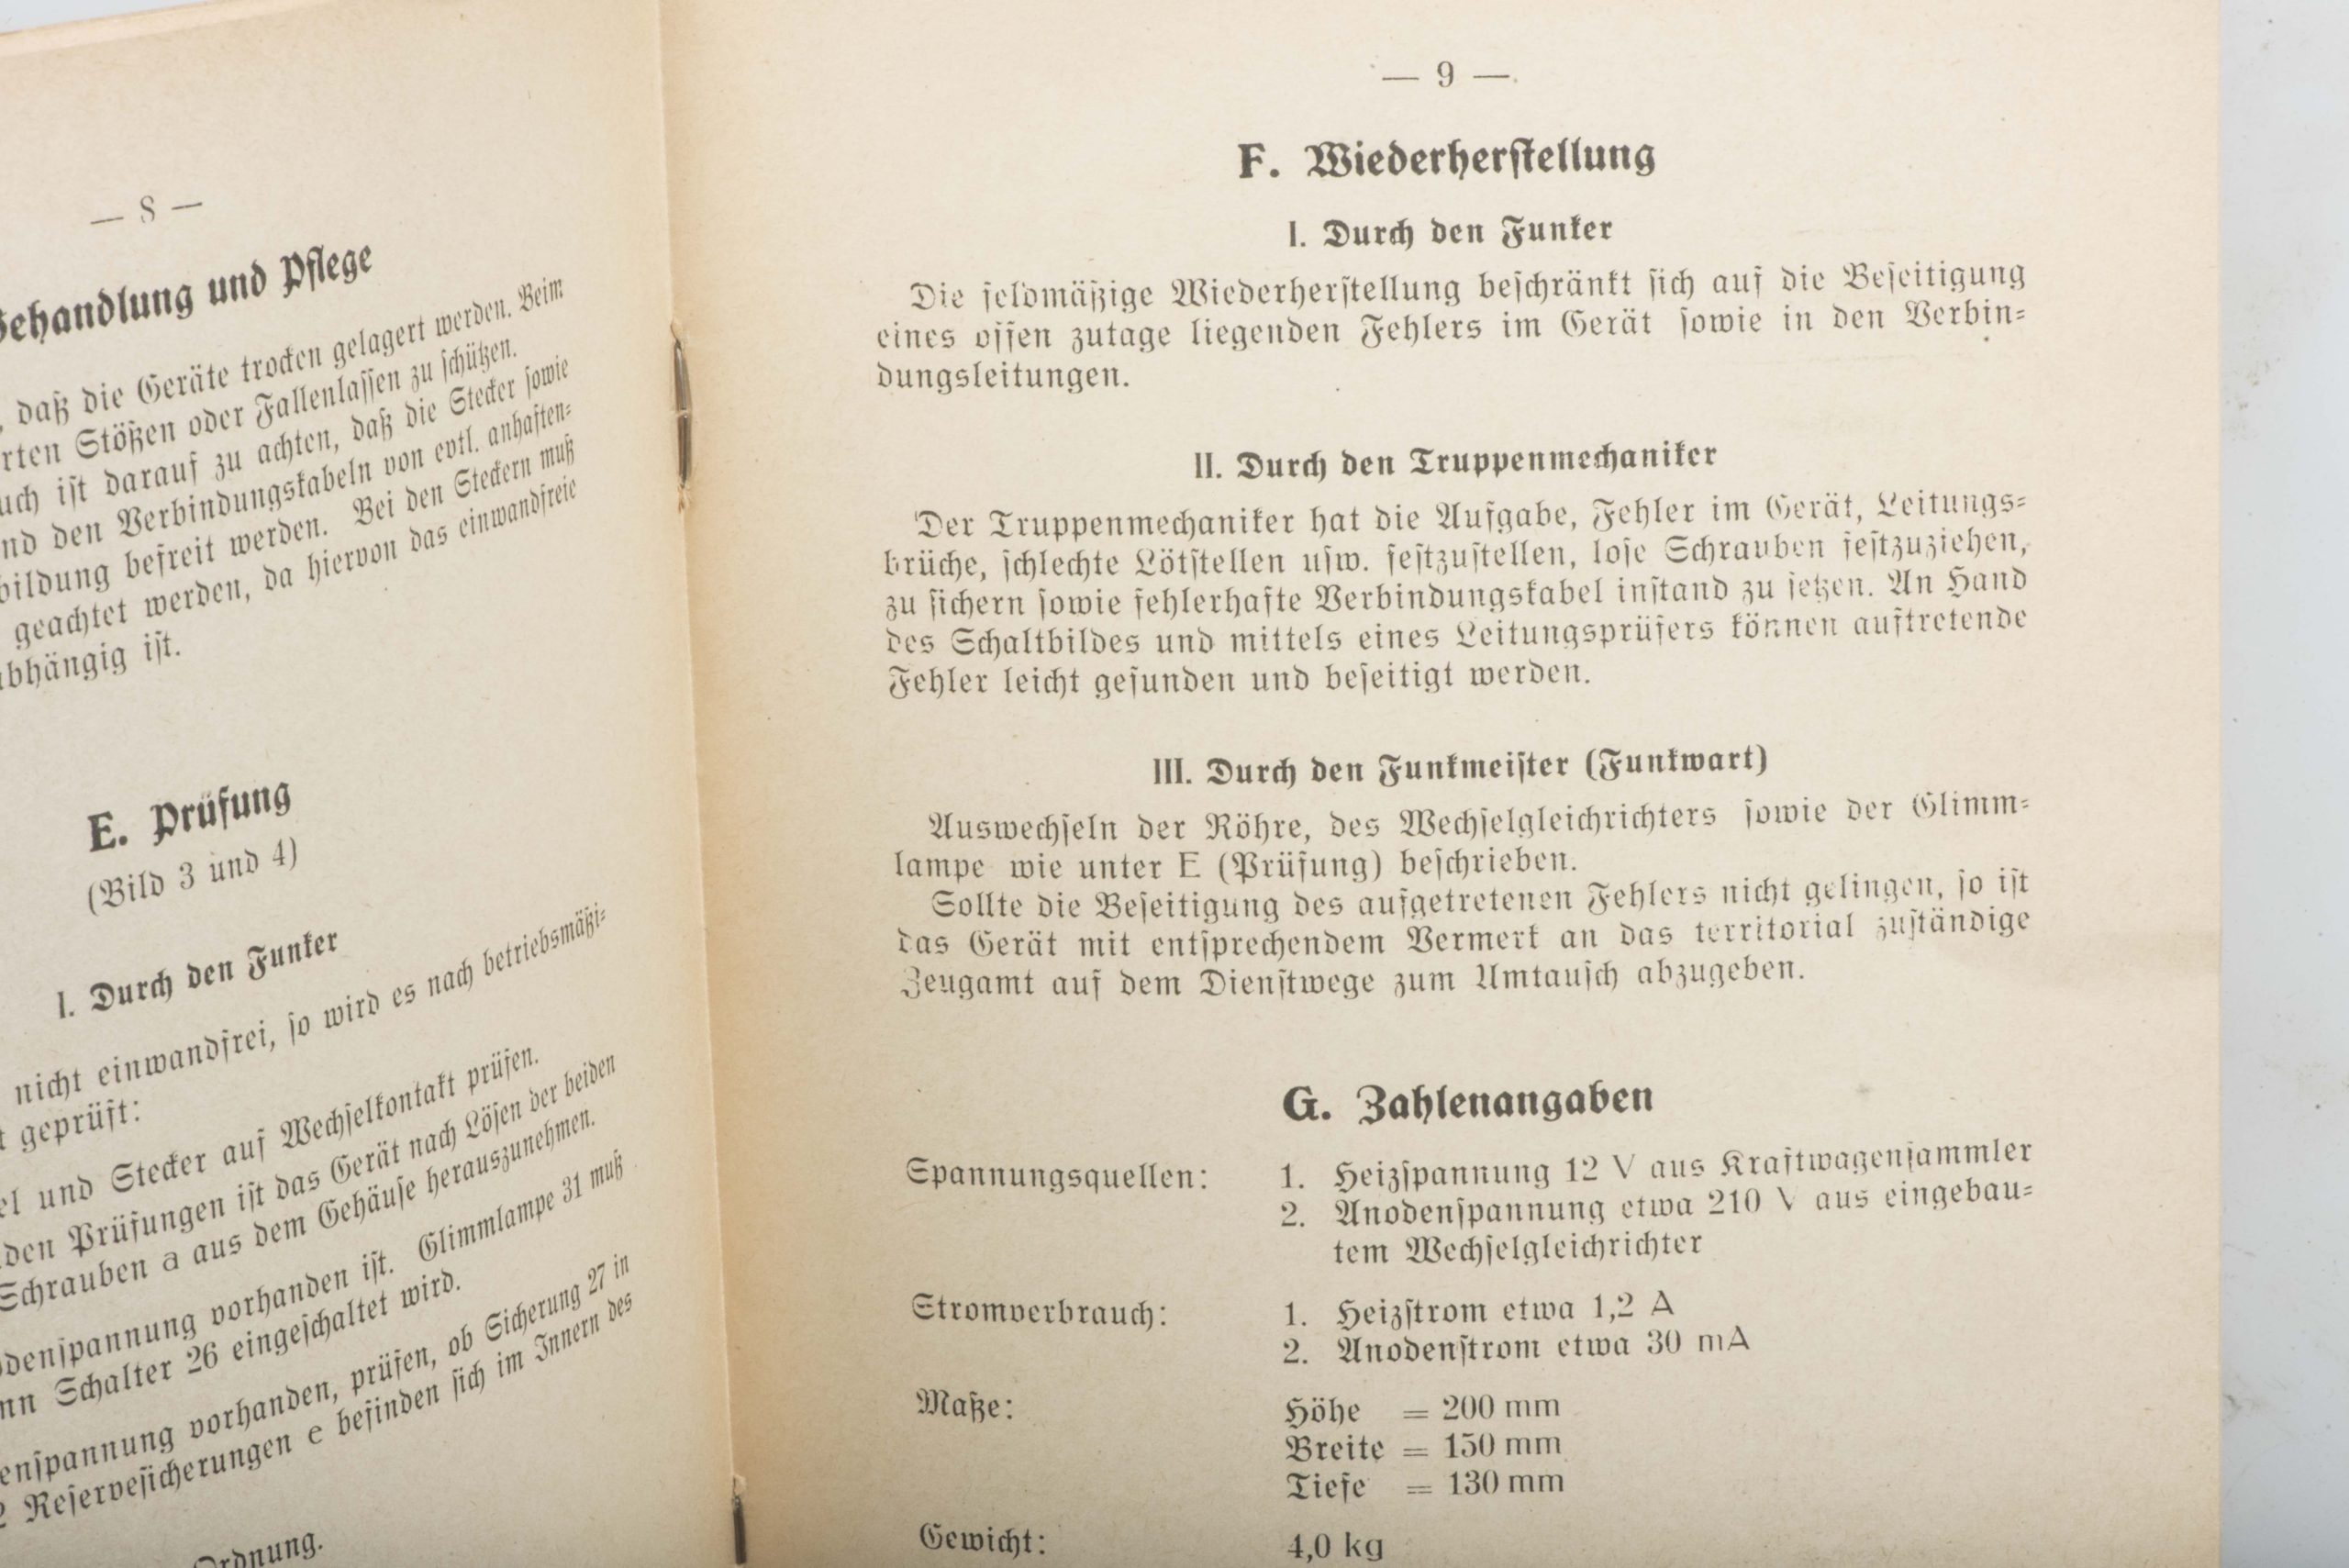 — 8 —
Behandlung und Pflege
, daß die Geräte trocken gelagert werden. Beim
Stößen oder Fallenlassen zu schützen.
ist darauf zu achten, daß die Stecker sowie
den Verbindungskabeln von evtl. anhaften-
befreit werden. Bei den Steckern muß
geachtet werden, da hiervon das einwandfreie
abhängig ist.
E. Prüfung
(Bild 3 und 4)
I. Durch den Funker
nicht einwandfrei, so wird es nach betriebsmäßi-
geprüft:
und Stecker auf Wechselkontakt prüfen.
den Prüfungen ist das Gerät nach Lösen der beiden
Schrauben a aus dem Gehäuse herauszunehmen.
vorhanden ist. Glimmlampe 31 muß
Schalter 26 eingeschaltet wird.
vorhanden, prüfen, ob Sicherung 27 in
2 Reservesicherungen e befinden sich im Innern des
Ordnung.
— 9 —
F. Wiederherstellung
I. Durch den Funker
Die feldmäßige Wiederherstellung beschränkt sich auf die Beseitigung
eines offen zutage liegenden Fehlers im Gerät sowie in den Verbin-
dungsleitungen.
II. Durch den Truppenmechaniker
Der Truppenmechaniker hat die Aufgabe, Fehler im Gerät, Leitungs-
brüche, schlechte Lötstellen usw. festzustellen, lose Schrauben festzuziehen,
zu sichern sowie fehlerhafte Verbindungskabel instand zu setzen. An Hand
des Schaltbildes und mittels eines Leitungsprüfers können auftretende
Fehler leicht gefunden und beseitigt werden.
III. Durch den Funkmeister (Funkwart)
Auswechseln der Röhre, des Wechselgleichrichters sowie der Glimm-
lampe wie unter E (Prüfung) beschrieben.
Sollte die Beseitigung des aufgetretenen Fehlers nicht gelingen, so ist
das Gerät mit entsprechendem Vermerk an das territorial zuständige
Zeugamt auf dem Dienstwege zum Umtausch abzugeben.
G. Zahlenangaben
Spannungsquellen: 1. Heizspannung 12 V aus Kraftwagensammler
2. Anodenspannung etwa 210 V aus eingebau-
tem Wechselgleichrichter
Stromverbrauch: 1. Heizstrom etwa 1,2 A
2. Anodenstrom etwa 30 mA
Maße: Höhe = 200 mm
Breite = 150 mm
Tiefe = 130 mm
Gewicht: 4,0 kg